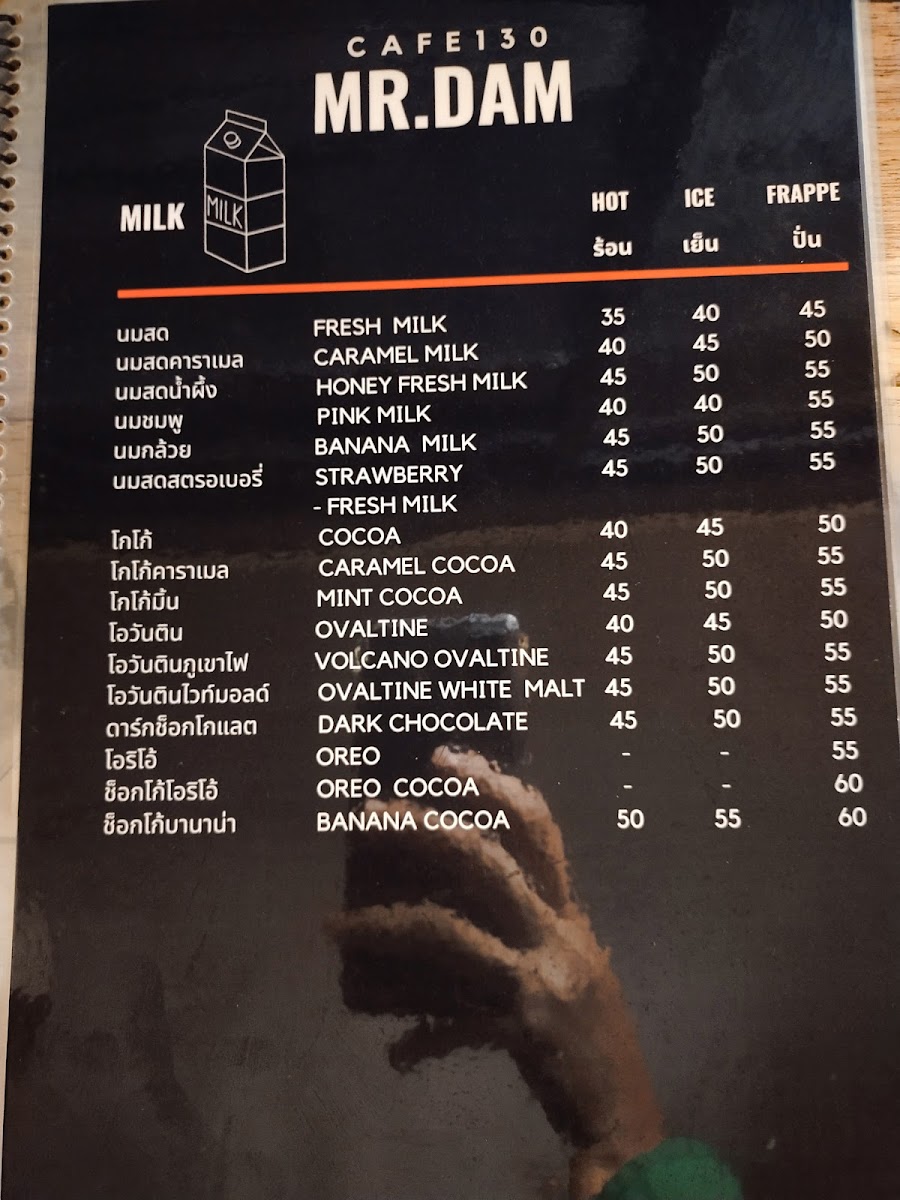 CAFE130
MR.DAM
MILK
MILK
HOT ICE FRAPPE
ร้อน เย็น ปั่น
นมสด FRESH MILK 35 40 45
นมสดคาราเมล CARAMEL MILK 40 45 50
นมสดน้ำผึ้ง HONEY FRESH MILK 45 50 55
นมชมพู PINK MILK 40 40 55
นมกล้วย BANANA MILK 45 50 55
นมสดสตรอเบอรี่ STRAWBERRY 45 50 55
- FRESH MILK
โกโก้ COCOA 40 45 50
โกโก้คาราเมล CARAMEL COCOA 45 50 55
โกโก้มิ้น MINT COCOA 45 50 55
โอวันติน OVALTINE 40 45 50
โอวันตินภูเขาไฟ VOLCANO OVALTINE 45 50 55
โอวันตินไวท์มอลต์ OVALTINE WHITE MALT 45 50 55
ดาร์กช็อกโกแลต DARK CHOCOLATE 45 50 55
โอริโอ้ OREO - - 55
ช็อกโก้โอริโอ้ OREO COCOA - - 60
ช็อกโก้บานาน่า BANANA COCOA 50 55 60